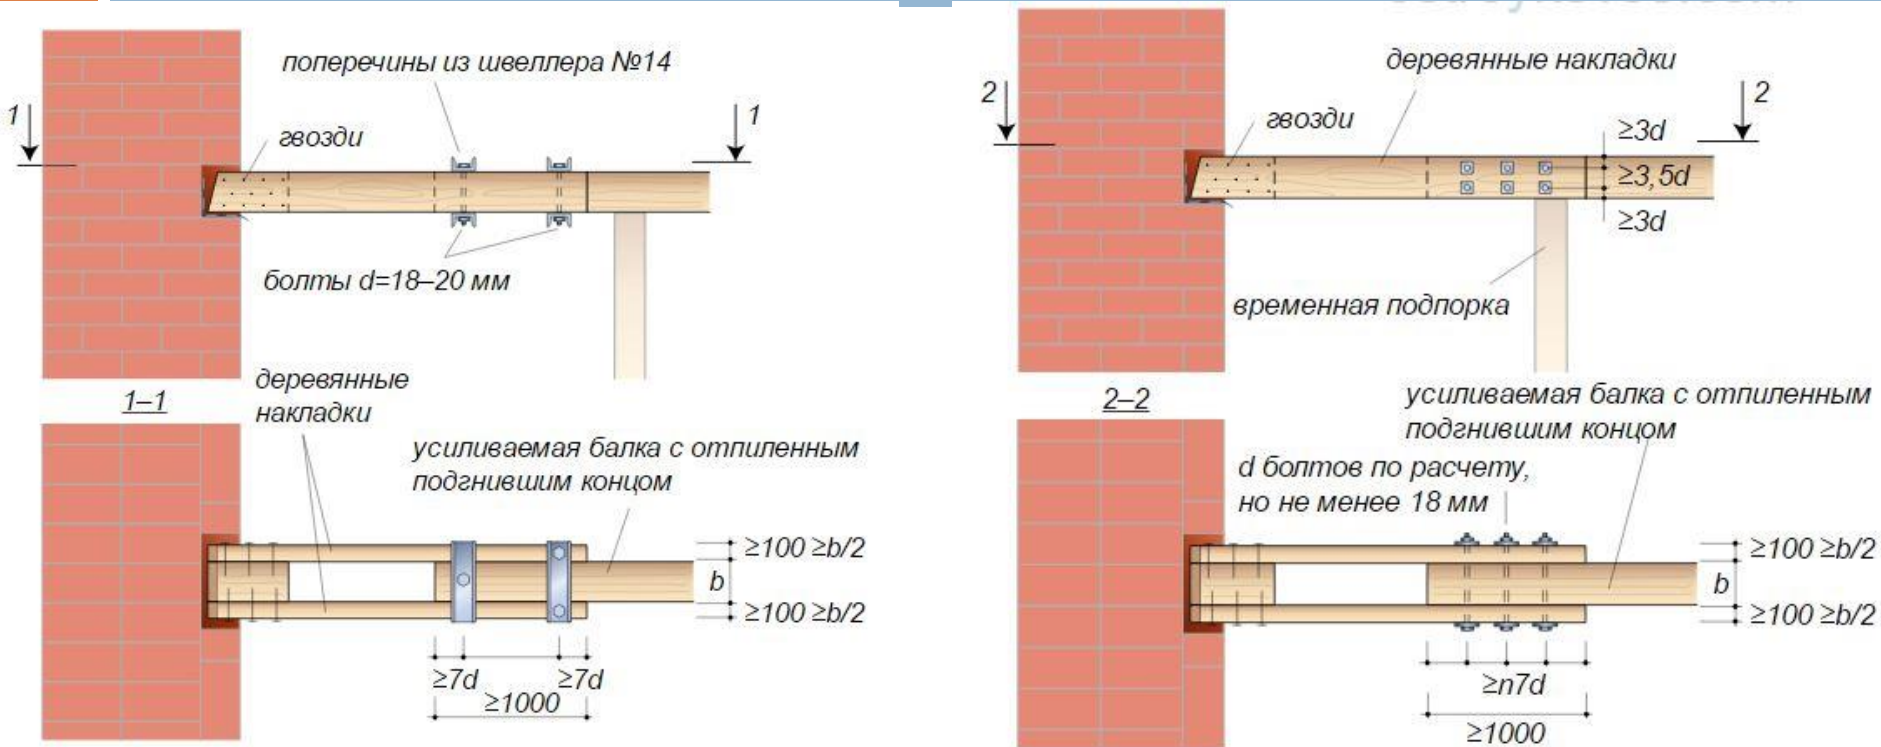 поперечины из швеллера №14
1
1
гвозди
болты d=18–20 мм
1–1
деревянные
накладки
усиливаемая балка с отпиленным
подгнившим концом
≥100 ≥b/2
b
≥100 ≥b/2
≥7d
≥7d
≥1000
деревянные накладки
2
2
гвозди
≥3d
≥3,5d
≥3d
временная подпорка
2–2
усиливаемая балка с отпиленным
подгнившим концом
d болтов по расчету,
но не менее 18 мм
≥100 ≥b/2
b
≥100 ≥b/2
≥n7d
≥1000